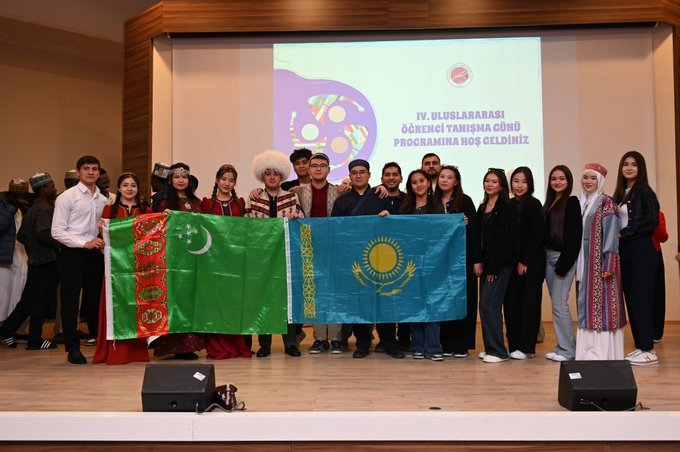 IV. ULUSLARARASI
ÖĞRENCİ TANIŞMA GÜNÜ
PROGRAMINA HOŞ GELDİNİZ